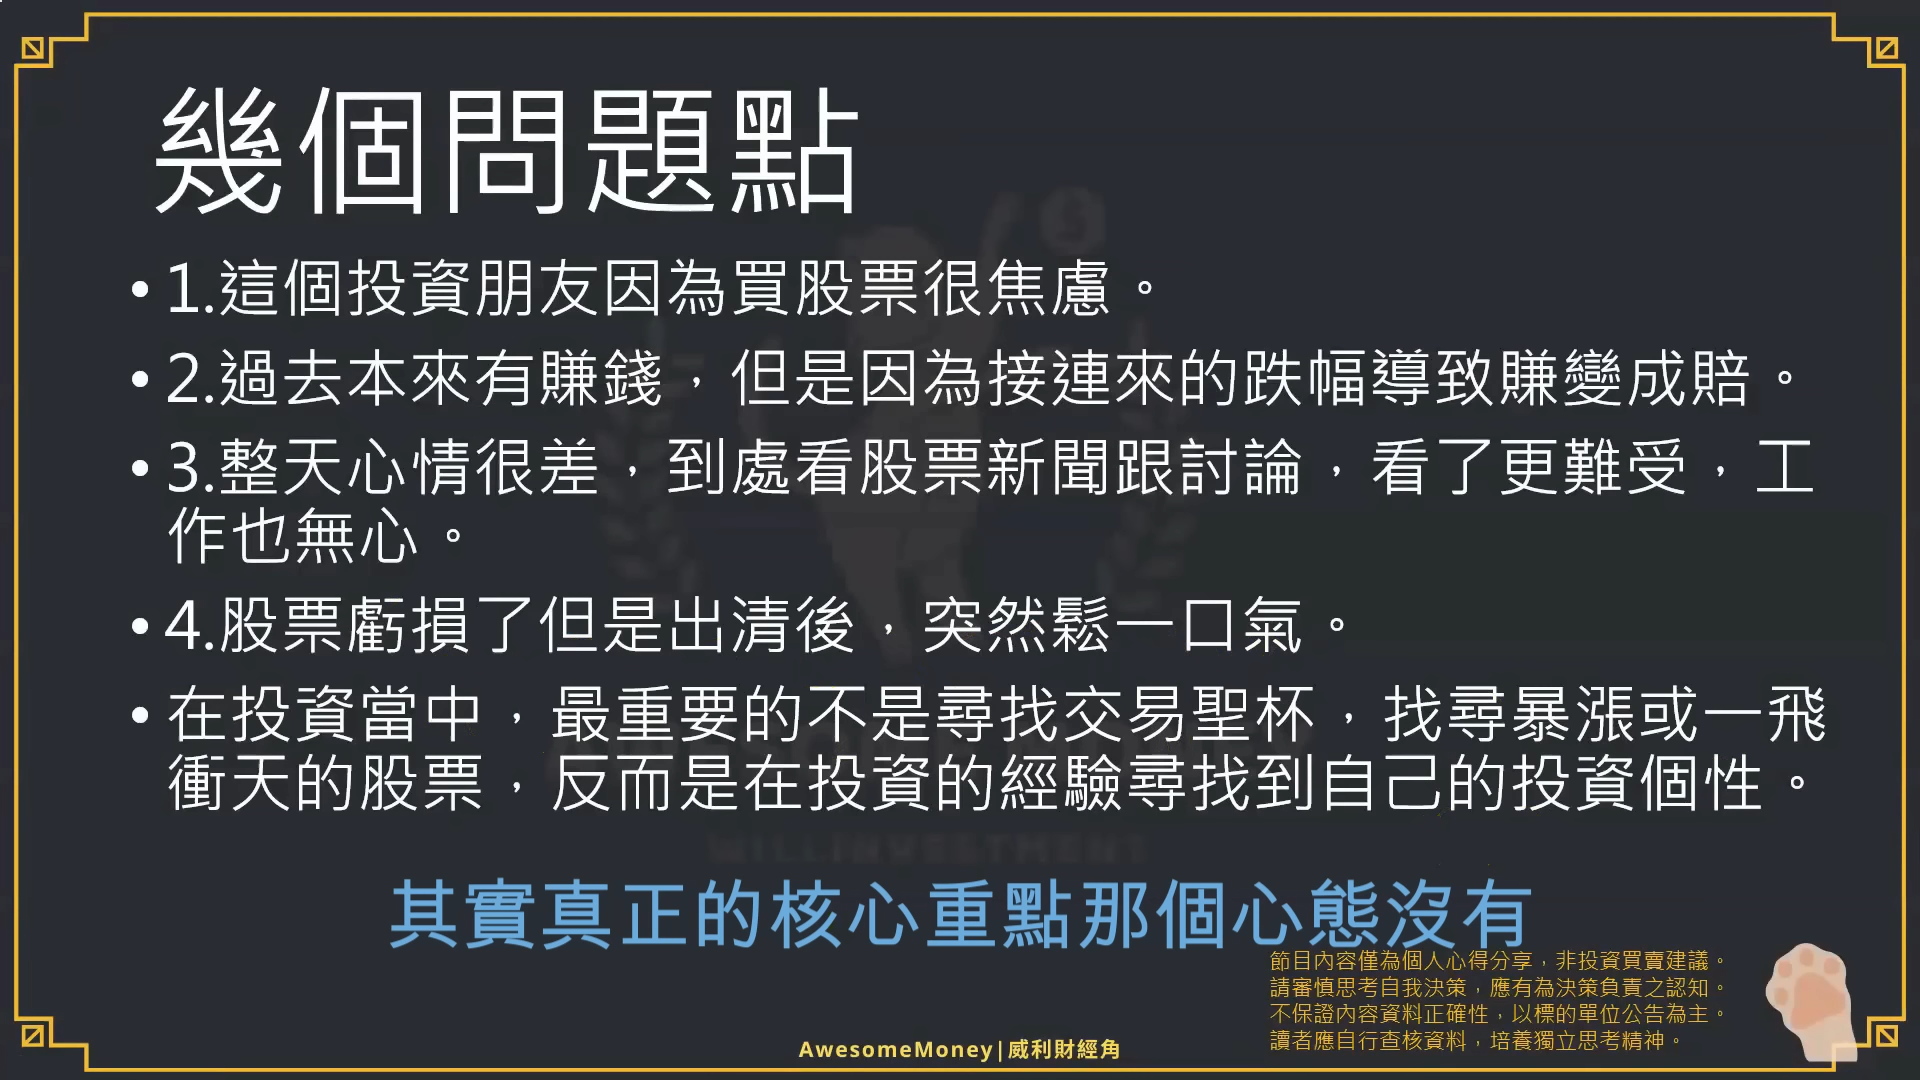 幾個問題點
• 1.這個投資朋友因為買股票很焦慮。
• 2.過去本來有賺錢，但是因為接連來的跌幅導致賺變成賠。
• 3.整天心情很差，到處看股票新聞跟討論，看了更難受，工
作也無心。
• 4.股票虧損了但是出清後，突然鬆一口氣。
• 在投資當中，最重要的不是尋找交易聖杯，找尋暴漲或一飛
衝天的股票，反而是在投資的經驗尋找到自己的投資個性。
WILLINVESTMENT
其實真正的核心重點那個心態沒有
節目內容僅為個人心得分享，非投資買賣建議。
請審慎思考自我決策，應有為決策負責之認知。
不保證內容資料正確性，以標的單位公告為主。
讀者應自行查核資料，培養獨立思考精神。
AwesomeMoney|威利財經角